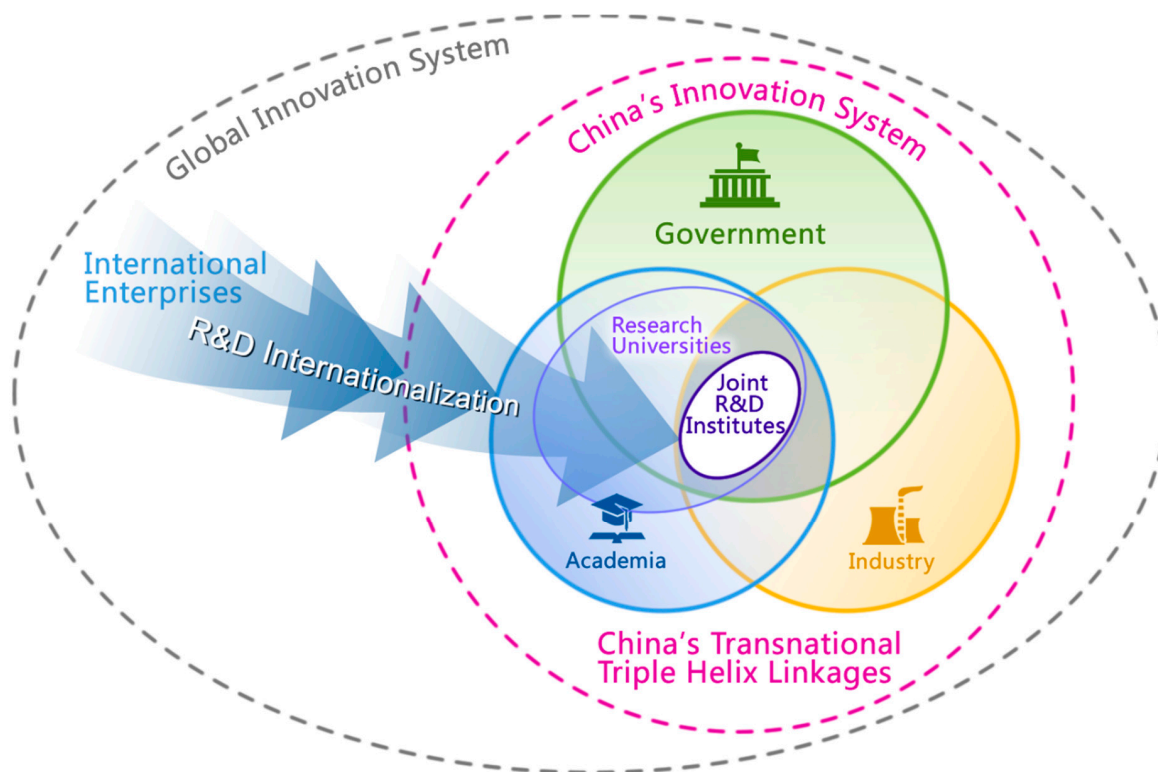 Global Innovation System
China's Innovation System
Government
International
Enterprises
R&D Internationalization
Research
Universities
Joint
R&D
Institutes
Academia
Industry
China's Transnational
Triple Helix Linkages